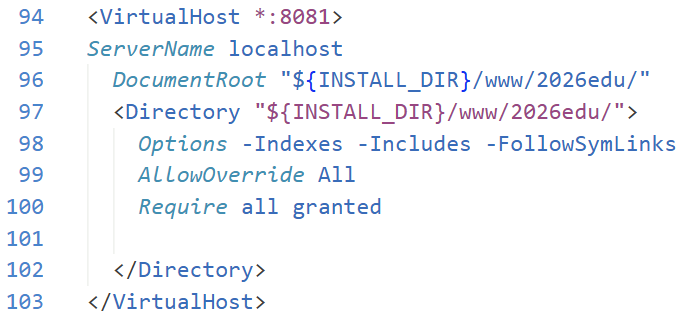 94 <VirtualHost *:8081>
95 ServerName localhost
96 DocumentRoot "${INSTALL_DIR}/www/2026edu/"
97 <Directory "${INSTALL_DIR}/www/2026edu/">
98 Options -Indexes -Includes -FollowSymLinks
99 AllowOverride All
100 Require all granted
101
102 </Directory>
103 </VirtualHost>